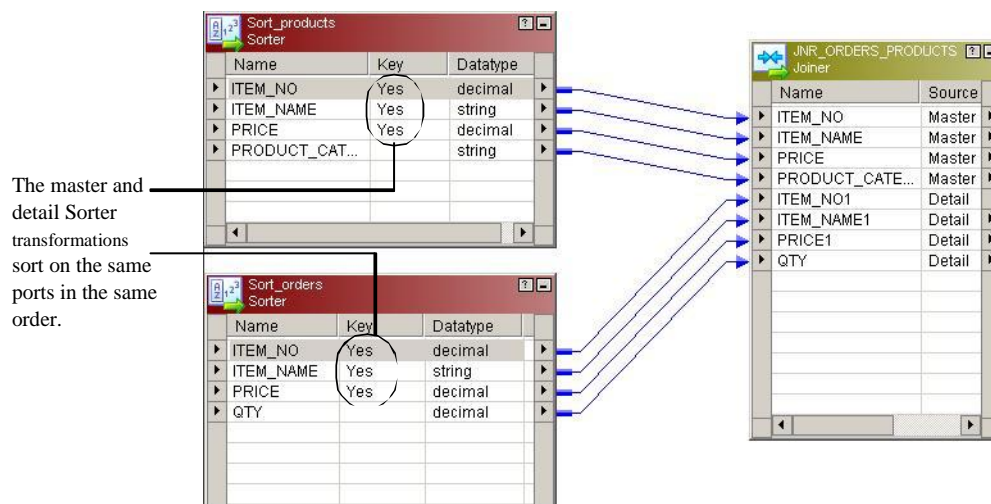 Sort_products
Sorter
Name Key Datatype
ITEM_NO Yes decimal
ITEM_NAME Yes string
PRICE Yes decimal
PRODUCT_CAT... string
The master and
detail Sorter
transformations
sort on the same
ports in the same
order.
Sort_orders
Sorter
Name Key Datatype
ITEM_NO Yes decimal
ITEM_NAME Yes string
PRICE Yes decimal
QTY decimal
JNR_ORDERS_PRODUCTS
Joiner
Name Source
ITEM_NO Master
ITEM_NAME Master
PRICE Master
PRODUCT_CATE... Master
ITEM_NO1 Detail
ITEM_NAME1 Detail
PRICE1 Detail
QTY Detail